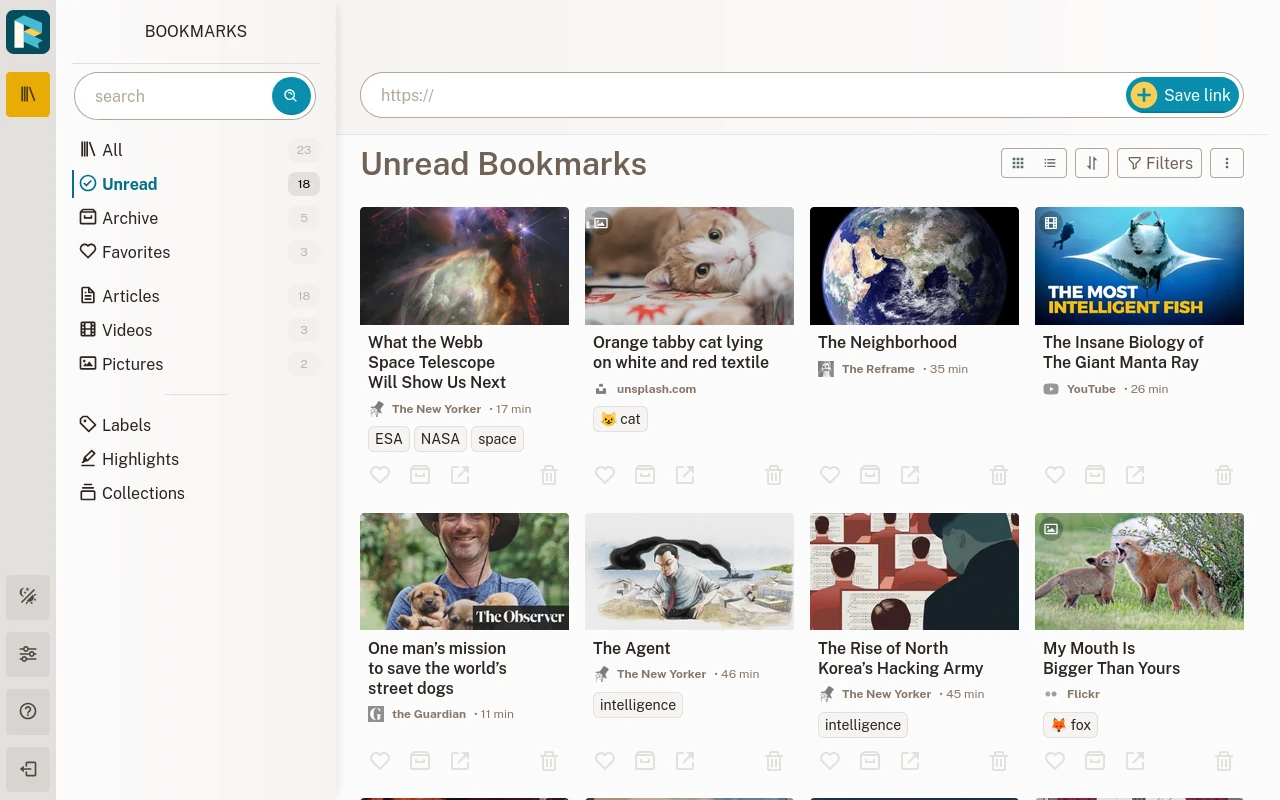 BOOKMARKS
search
All 23
Unread 18
Archive 5
Favorites 3
Articles 18
Videos 3
Pictures 2
Labels
Highlights
Collections
https://
Save link
Unread Bookmarks
Filters
What the Webb
Space Telescope
Will Show Us Next
The New Yorker · 17 min
ESA NASA space
Orange tabby cat lying
on white and red textile
unsplash.com
😺 cat
The Neighborhood
The Reframe · 35 min
THE MOST
INTELLIGENT FISH
The Insane Biology of
The Giant Manta Ray
YouTube · 26 min
The Observer
One man’s mission
to save the world’s
street dogs
the Guardian · 11 min
The Agent
The New Yorker · 46 min
intelligence
The Rise of North
Korea’s Hacking Army
The New Yorker · 45 min
intelligence
My Mouth Is
Bigger Than Yours
Flickr
🦊 fox